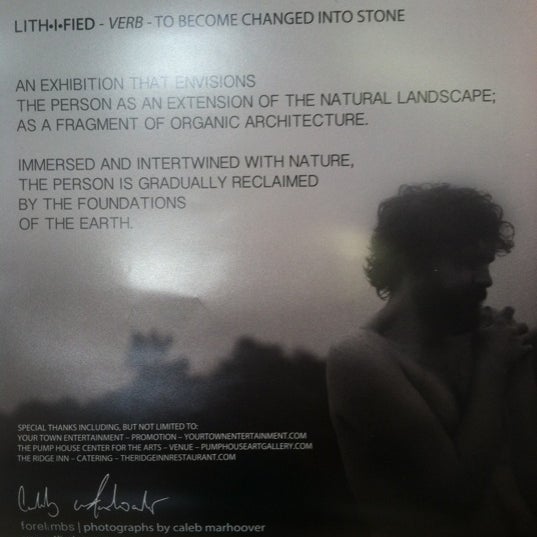 LITH•I•FIED - VERB - TO BECOME CHANGED INTO STONE
AN EXHIBITION THAT ENVISIONS
THE PERSON AS AN EXTENSION OF THE NATURAL LANDSCAPE;
AS A FRAGMENT OF ORGANIC ARCHITECTURE.
IMMERSED AND INTERTWINED WITH NATURE,
THE PERSON IS GRADUALLY RECLAIMED
BY THE FOUNDATIONS
OF THE EARTH.
SPECIAL THANKS INCLUDING, BUT NOT LIMITED TO:
YOUR TOWN ENTERTAINMENT – PROMOTION – YOURTOWNENTERTAINMENT.COM
THE PUMP HOUSE CENTER FOR THE ARTS – VENUE – PUMPHOUSEARTGALLERY.COM
THE RIDGE INN – CATERING – THERIDGEINNRESTAURANT.COM
forelimbs | photographs by caleb marhoover